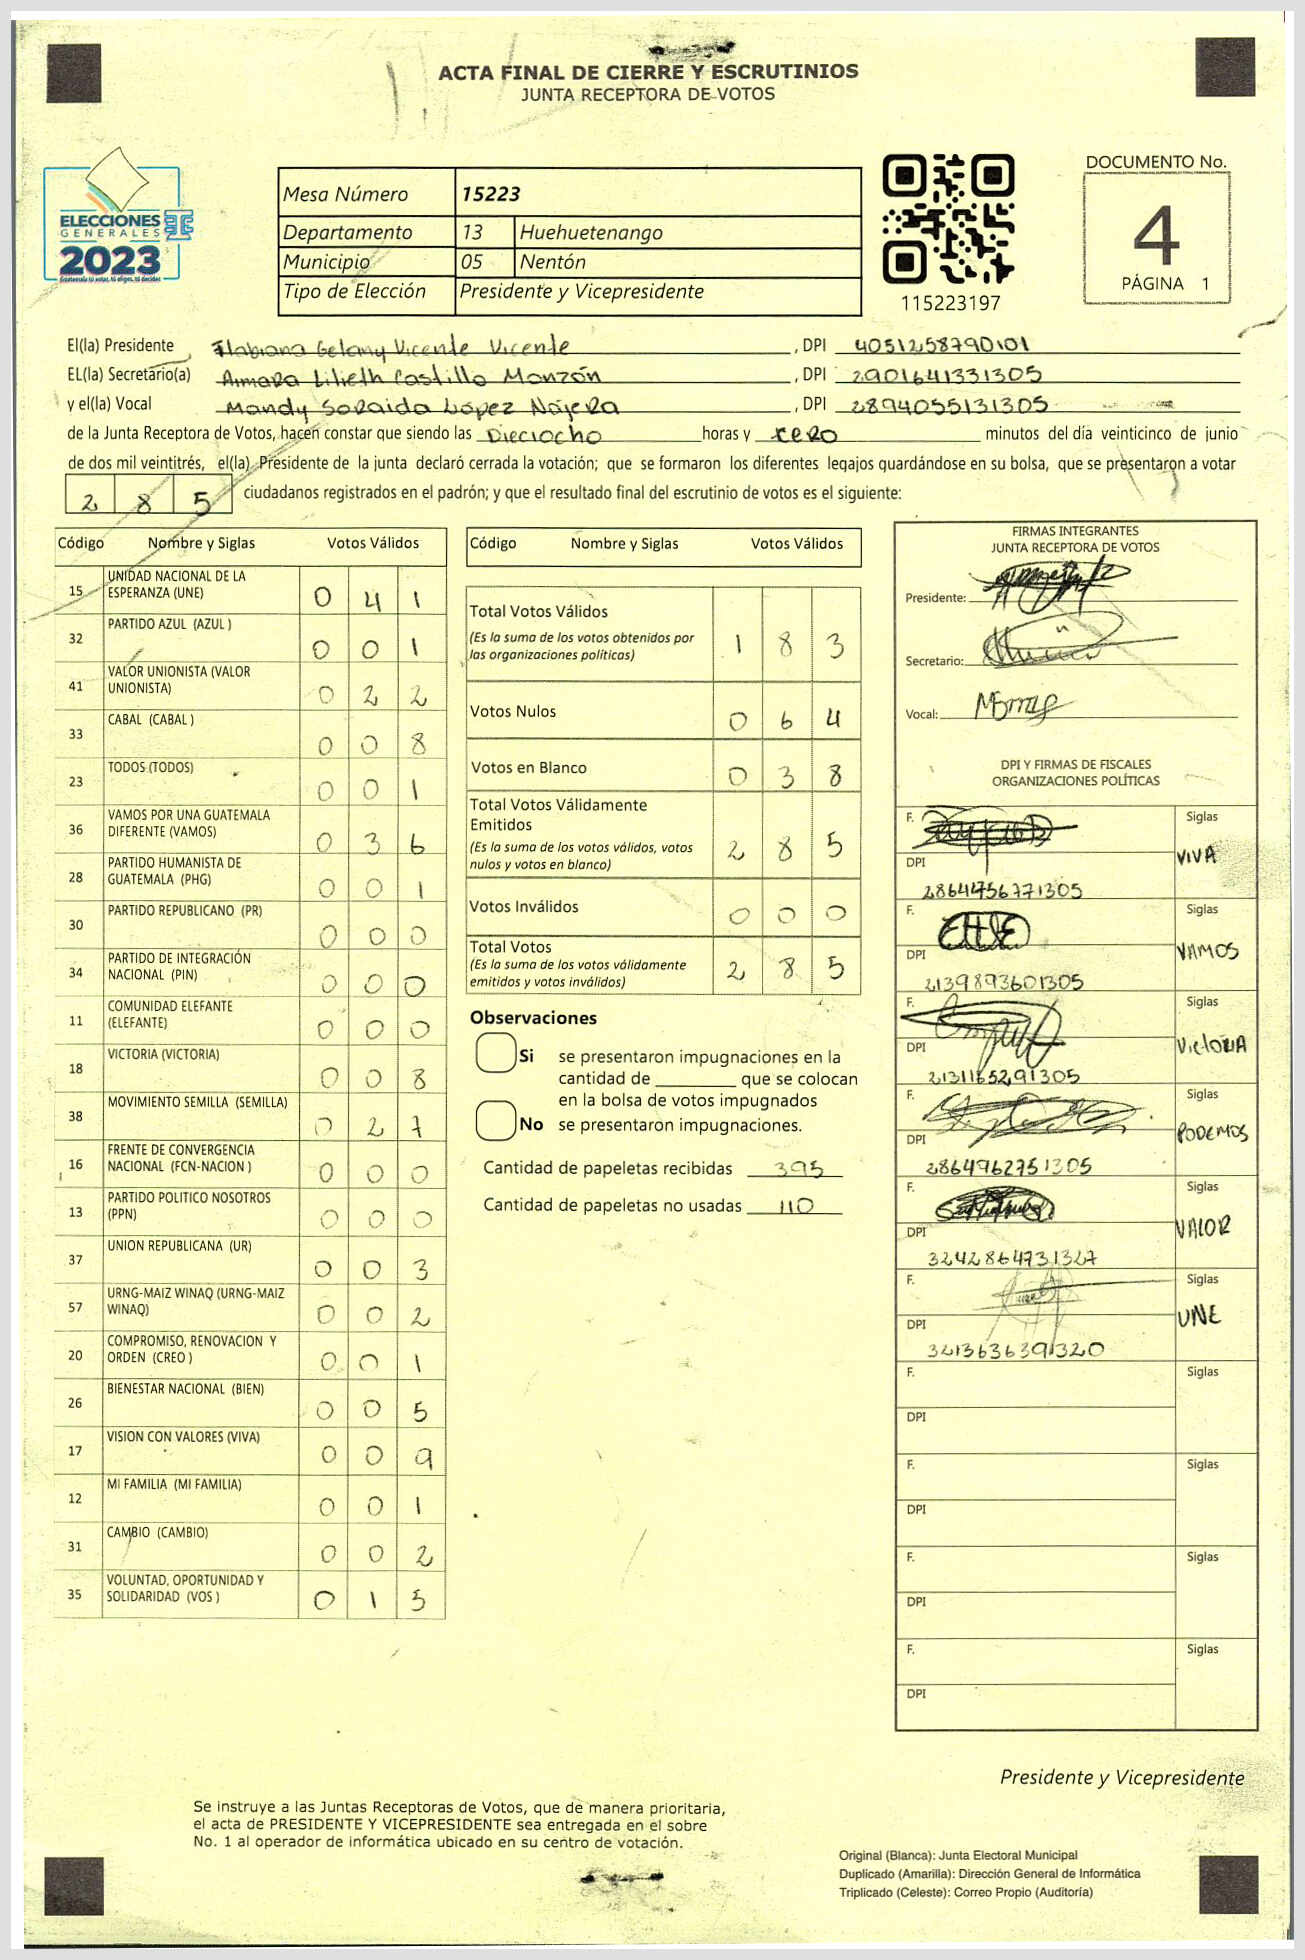 ACTA FINAL DE CIERRE Y ESCRUTINIOS
JUNTA RECEPTORA DE VOTOS
ELECCIONES
GENERALES
2023
Mesa Número 15223
Departamento 13 Huehuetenango
Municipio 05 Nentón
Tipo de Elección Presidente y Vicepresidente
115223197
DOCUMENTO No.
4
PÁGINA 1
El(la) Presidente Flabiana Gelany Vicente Vicente, DPI 4051258790101
EL(la) Secretario(a) Amara Lilieth Castillo Monzón, DPI 2901641331305
y el(la) Vocal Mandy Soraida López Nájera, DPI 2894055131305
de la Junta Receptora de Votos, hacen constar que siendo las Dieciocho horas y cero minutos del día veinticinco de junio
de dos mil veintitrés, el(la) Presidente de la junta declaró cerrada la votación; que se formaron los diferentes legajos guardándose en su bolsa, que se presentaron a votar
2 8 5 ciudadanos registrados en el padrón; y que el resultado final del escrutinio de votos es el siguiente:
Código Nombre y Siglas Votos Válidos
15 UNIDAD NACIONAL DE LA ESPERANZA (UNE) 0 4 1
32 PARTIDO AZUL (AZUL ) 0 0 1
41 VALOR UNIONISTA (VALOR UNIONISTA) 0 2 2
33 CABAL (CABAL ) 0 0 8
23 TODOS (TODOS) 0 0 1
36 VAMOS POR UNA GUATEMALA DIFERENTE (VAMOS) 0 3 6
28 PARTIDO HUMANISTA DE GUATEMALA (PHG) 0 0 1
30 PARTIDO REPUBLICANO (PR) 0 0 0
34 PARTIDO DE INTEGRACIÓN NACIONAL (PIN) 0 0 0
11 COMUNIDAD ELEFANTE (ELEFANTE) 0 0 0
18 VICTORIA (VICTORIA) 0 0 8
38 MOVIMIENTO SEMILLA (SEMILLA) 0 2 7
16 FRENTE DE CONVERGENCIA NACIONAL (FCN-NACION ) 0 0 0
13 PARTIDO POLITICO NOSOTROS (PPN) 0 0 0
37 UNION REPUBLICANA (UR) 0 0 3
57 URNG-MAIZ WINAQ (URNG-MAIZ WINAQ) 0 0 2
20 COMPROMISO, RENOVACION Y ORDEN (CREO ) 0 0 1
26 BIENESTAR NACIONAL (BIEN) 0 0 5
17 VISION CON VALORES (VIVA) 0 0 9
12 MI FAMILIA (MI FAMILIA) 0 0 1
31 CAMBIO (CAMBIO) 0 0 2
35 VOLUNTAD, OPORTUNIDAD Y SOLIDARIDAD (VOS ) 0 1 5
Código Nombre y Siglas Votos Válidos
Total Votos Válidos 1 8 3
(Es la suma de los votos obtenidos por
las organizaciones políticas)
Votos Nulos 0 6 4
Votos en Blanco 0 3 8
Total Votos Válidamente
Emitidos 2 8 5
(Es la suma de los votos válidos, votos
nulos y votos en blanco)
Votos Inválidos 0 0 0
Total Votos 2 8 5
(Es la suma de los votos válidamente
emitidos y votos inválidos)
Observaciones
Si se presentaron impugnaciones en la
cantidad de ________ que se colocan
en la bolsa de votos impugnados
No se presentaron impugnaciones.
Cantidad de papeletas recibidas 395
Cantidad de papeletas no usadas 110
FIRMAS INTEGRANTES
JUNTA RECEPTORA DE VOTOS
Presidente:
Secretario:
Vocal:
DPI Y FIRMAS DE FISCALES
ORGANIZACIONES POLÍTICAS
F. Siglas
DPI VIVA
2864756771305
F. Siglas
DPI VAMOS
2139893601305
F. Siglas
DPI VICTORIA
2131165291305
F. Siglas
DPI PODEMOS
2864962751305
F. Siglas
DPI VALOR
3242864731327
F. Siglas
DPI UNE
3213636391320
F. Siglas
DPI
F. Siglas
DPI
F. Siglas
DPI
F. Siglas
DPI
Presidente y Vicepresidente
Se instruye a las Juntas Receptoras de Votos, que de manera prioritaria,
el acta de PRESIDENTE Y VICEPRESIDENTE sea entregada en el sobre
No. 1 al operador de informática ubicado en su centro de votación.
Original (Blanca): Junta Electoral Municipal
Duplicado (Amarilla): Dirección General de Informática
Triplicado (Celeste): Correo Propio (Auditoría)